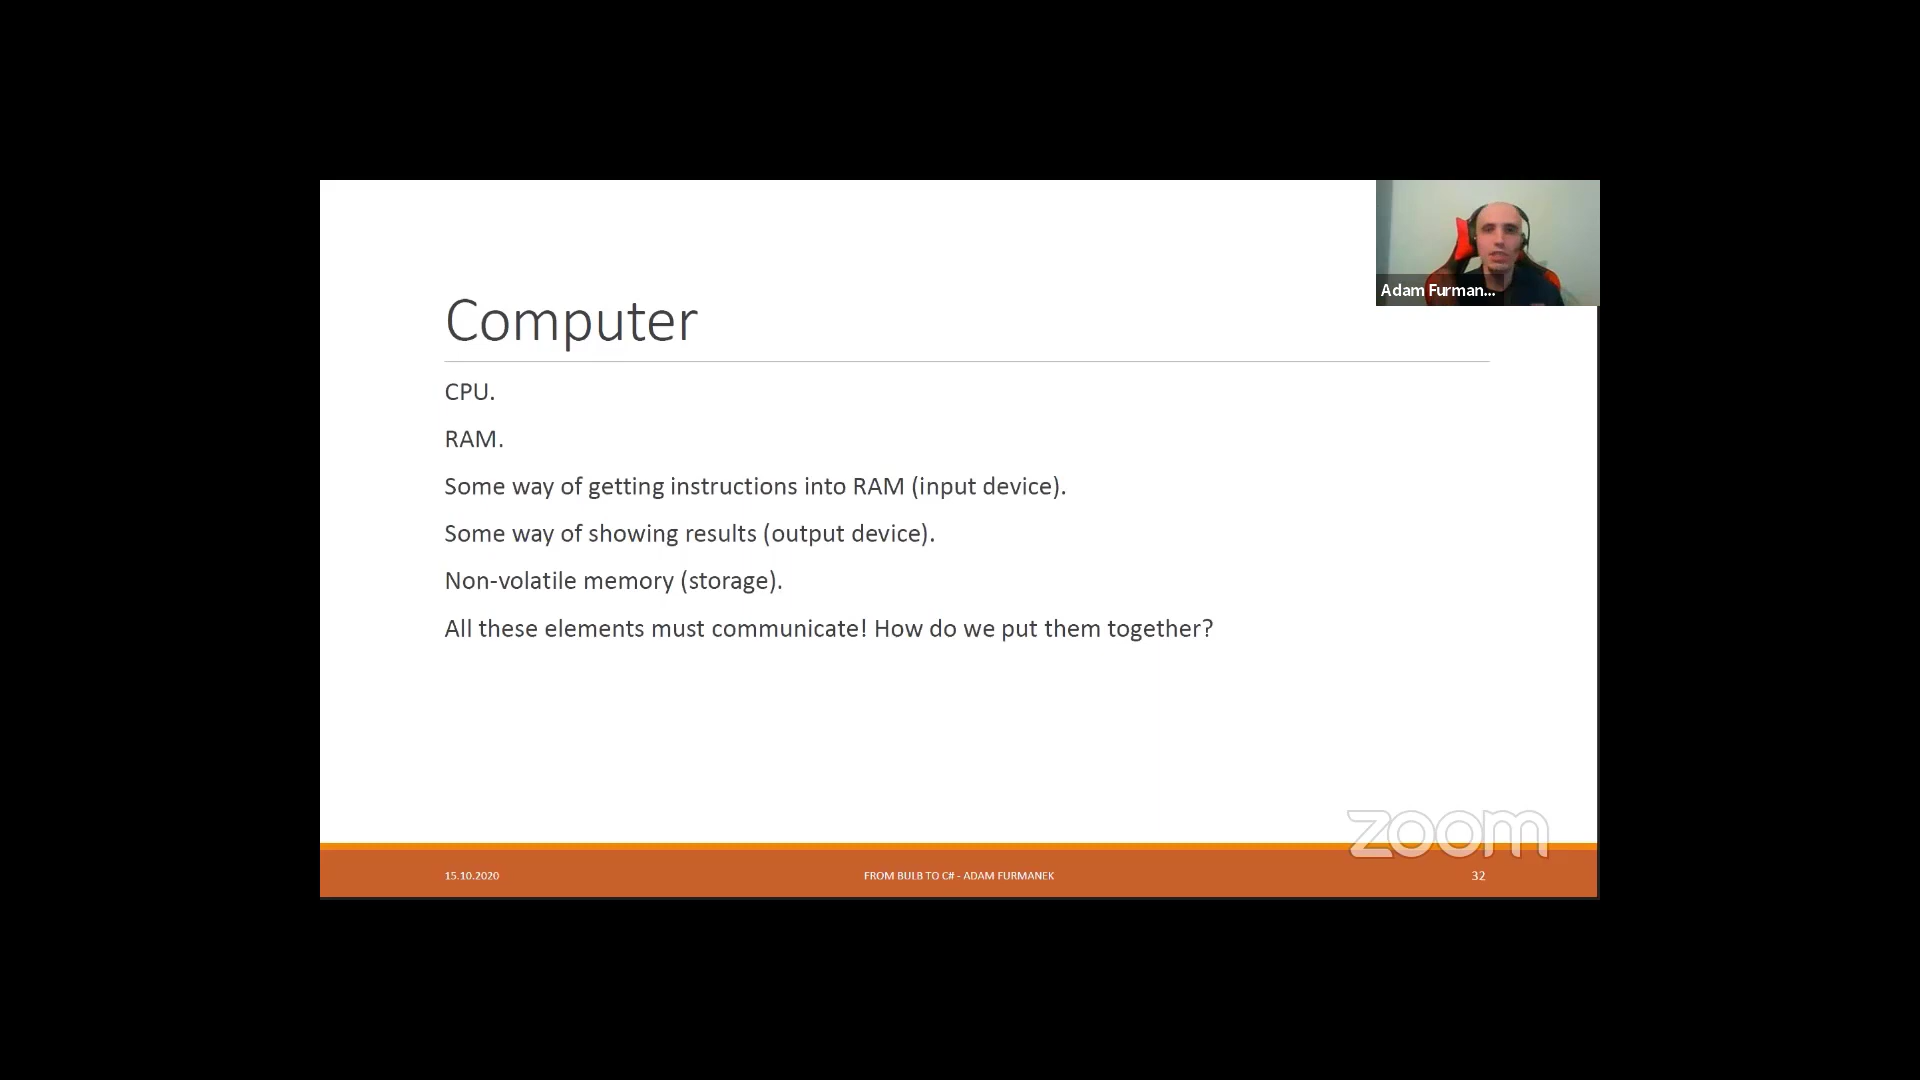 Adam Furman...
Computer
CPU.
RAM.
Some way of getting instructions into RAM (input device).
Some way of showing results (output device).
Non-volatile memory (storage).
All these elements must communicate! How do we put them together?
zoom
15.10.2020
FROM BULB TO C# - ADAM FURMANEK
32